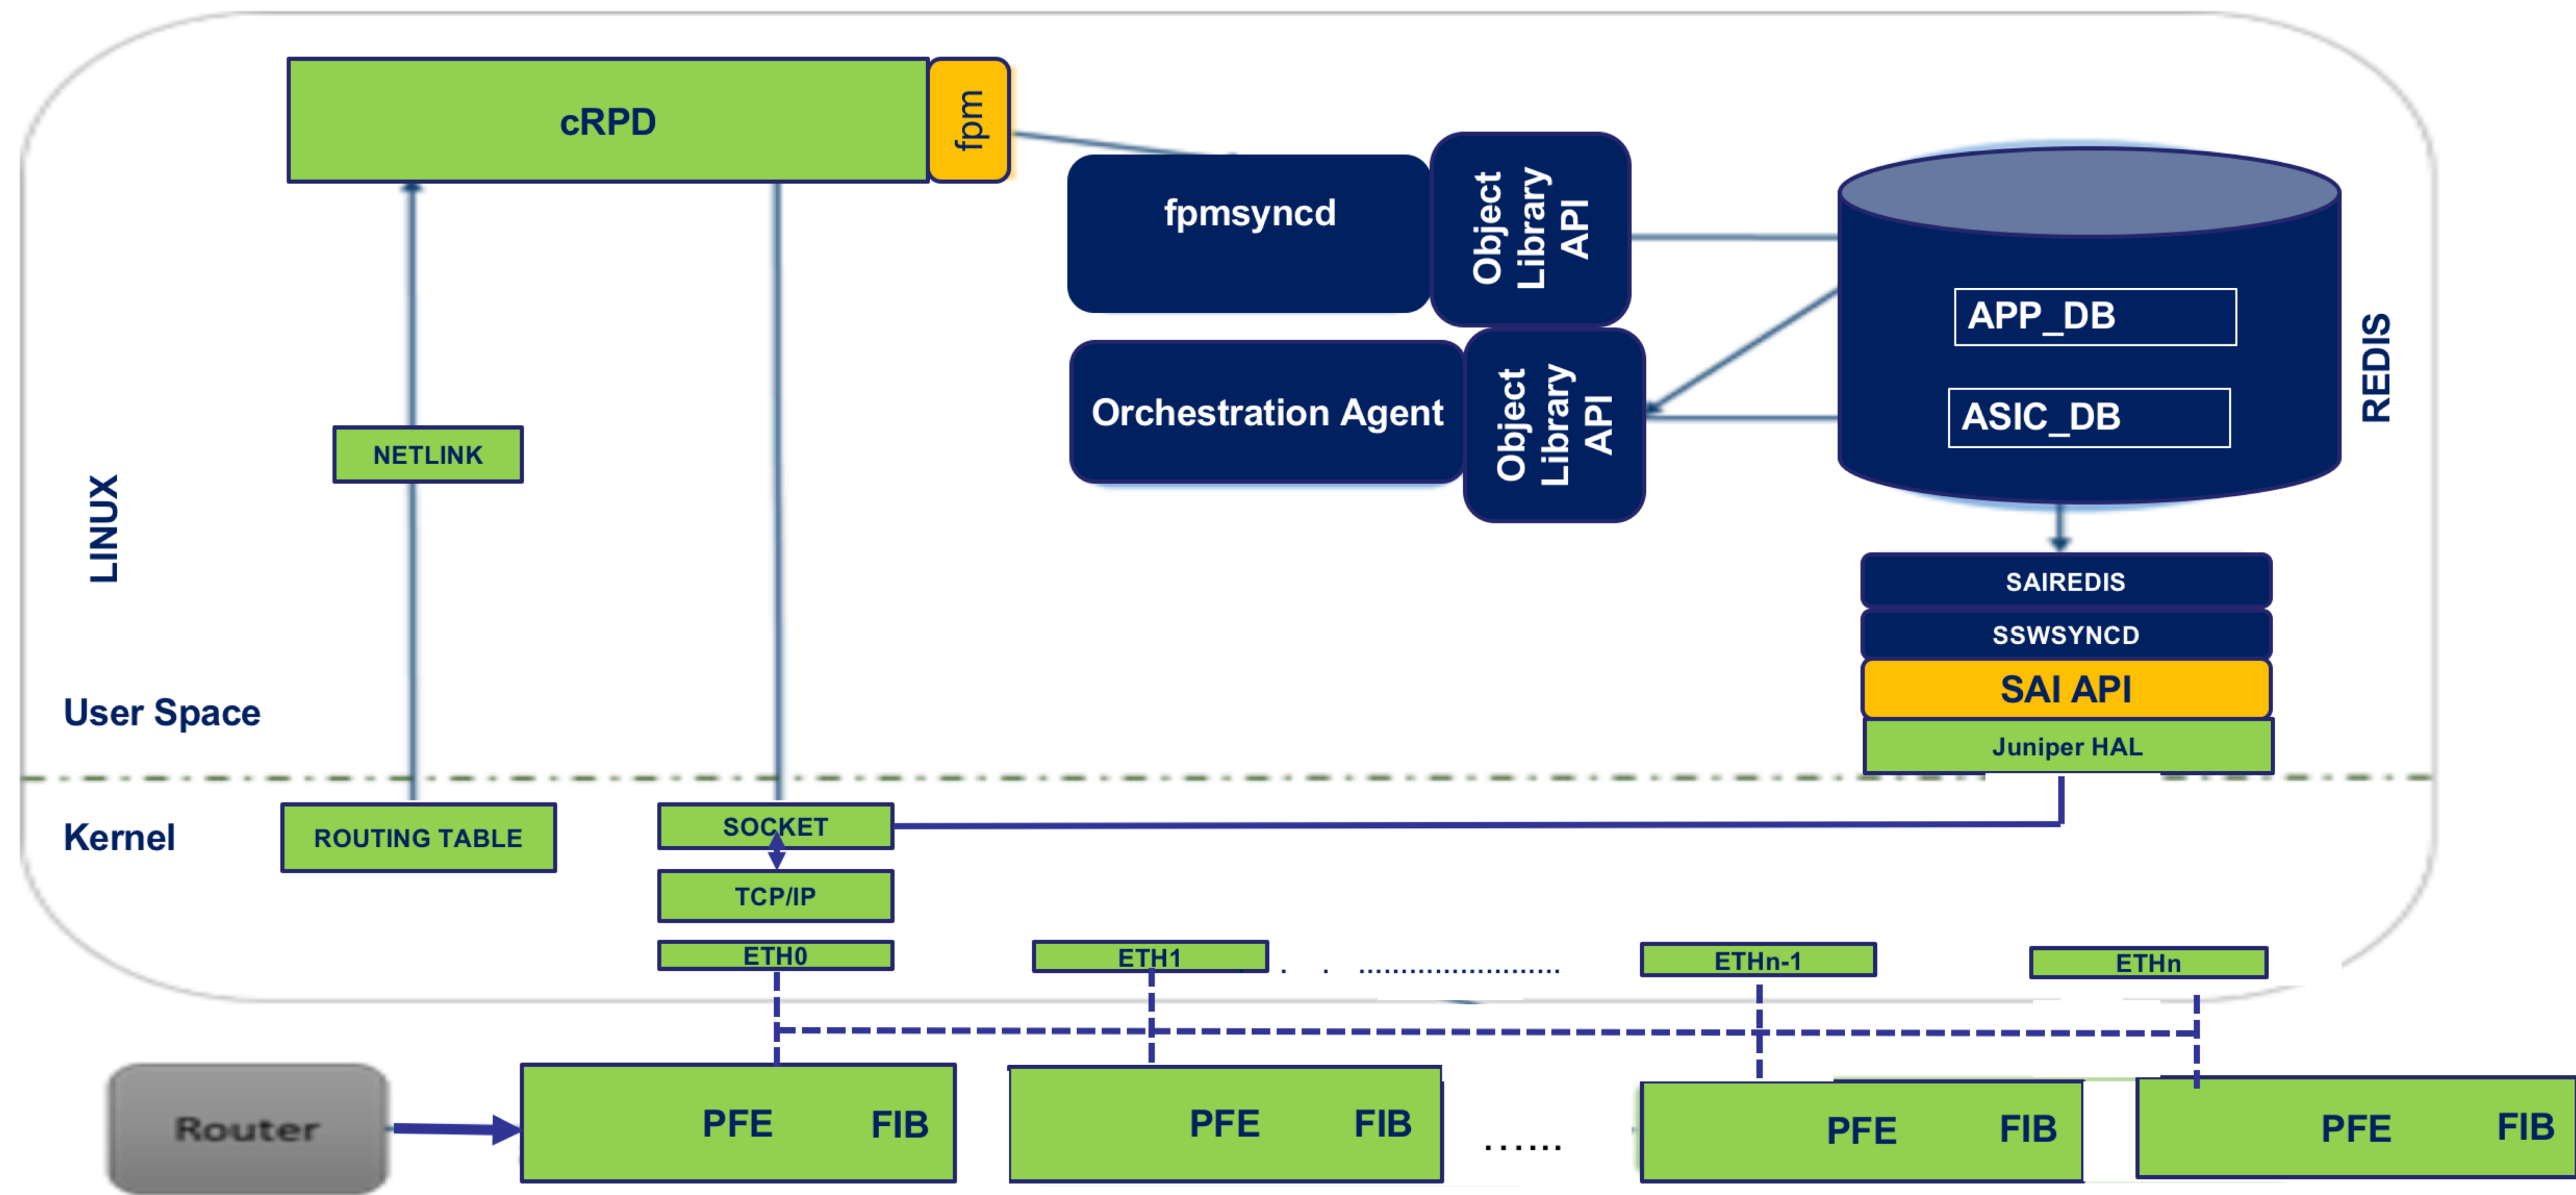 cRPD
fpm
fpmsyncd
Object
Library
API
APP_DB
ASIC_DB
REDIS
Orchestration Agent
Object
Library
API
NETLINK
LINUX
SAIREDIS
SSWSYNCD
SAI API
Juniper HAL
User Space
Kernel
ROUTING TABLE
SOCKET
TCP/IP
ETH0
ETH1
. . ........................
ETHn-1
ETHn
Router
PFE FIB
PFE FIB
......
PFE FIB
PFE FIB